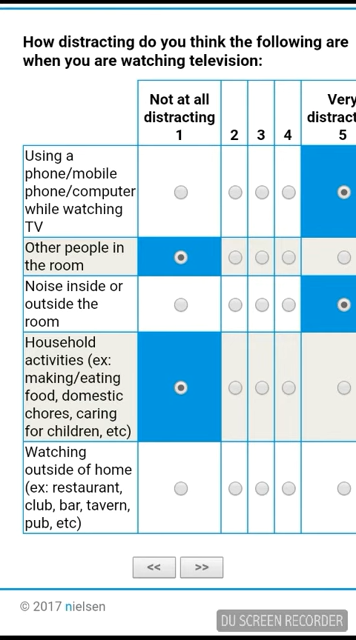 How distracting do you think the following are
when you are watching television:
Not at all
distracting
1
2
3
4
Very
distract
5
Using a
phone/mobile
phone/computer
while watching
TV
Other people in
the room
Noise inside or
outside the
room
Household
activities (ex:
making/eating
food, domestic
chores, caring
for children, etc)
Watching
outside of home
(ex: restaurant,
club, bar, tavern,
pub, etc)
<< >>
© 2017 nielsen
DU SCREEN RECORDER